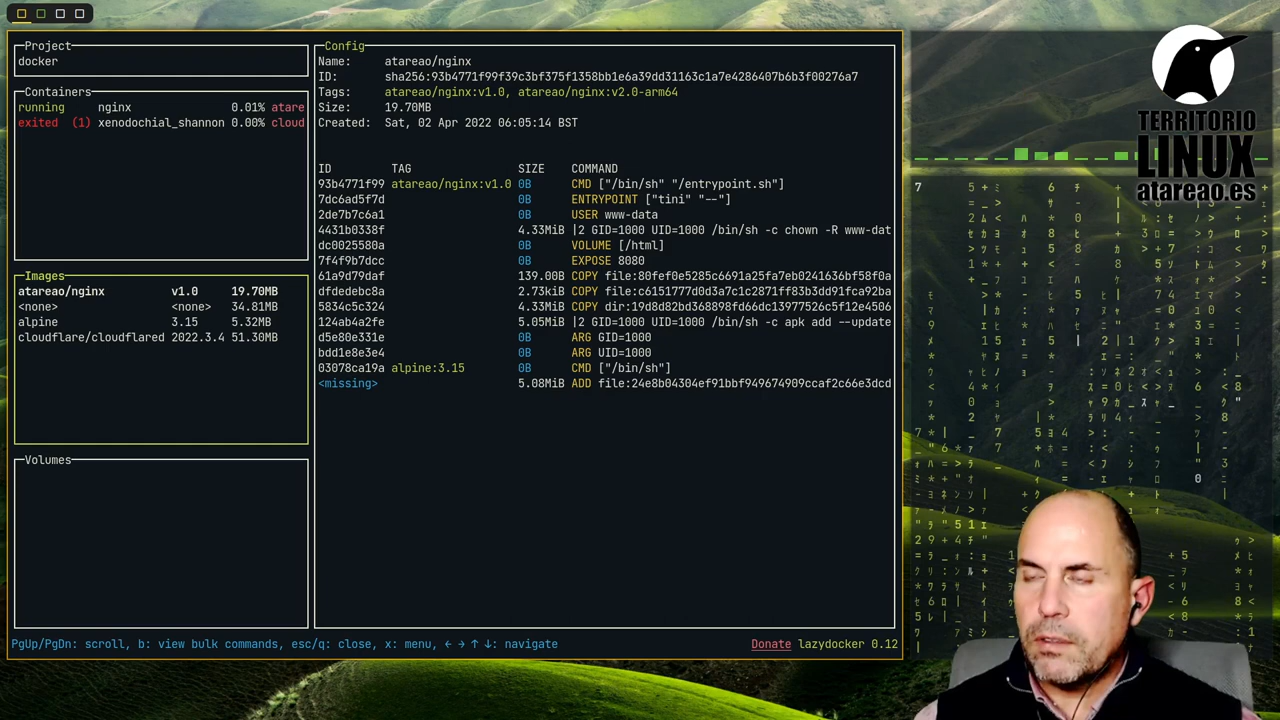 Project
docker
Containers
running nginx 0.01% atare
exited (1) xenodochial_shannon 0.00% cloud
Images
atareao/nginx v1.0 19.70MB
<none> <none> 34.81MB
alpine 3.15 5.32MB
cloudflare/cloudflared 2022.3.4 51.30MB
Volumes
Config
Name: atareao/nginx
ID: sha256:93b4771f99f39c3bf375f1358bb1e6a39dd31163c1a7e4286407b6b3f00276a7
Tags: atareao/nginx:v1.0, atareao/nginx:v2.0-arm64
Size: 19.70MB
Created: Sat, 02 Apr 2022 06:05:14 BST
ID TAG SIZE COMMAND
93b4771f99 atareao/nginx:v1.0 0B CMD ["/bin/sh" "/entrypoint.sh"]
7dc6ad5f7d 0B ENTRYPOINT ["tini" "--"]
2de7b7c6a1 0B USER www-data
4431b0338f 4.33MiB |2 GID=1000 UID=1000 /bin/sh -c chown -R www-dat
dc0025580a 0B VOLUME [/html]
7f4f9b7dcc 0B EXPOSE 8080
61a9d79daf 139.00B COPY file:80fef0e5285c6691a25fa7eb0241636bf58f0a
dfdedebc8a 2.73kiB COPY file:c6151777d0d3a7c1c2871ff83b3dd91fca92ba
5834c5c324 4.33MiB COPY dir:19d8d82bd368898fd66dc13977526c5f12e4506
124ab4a2fe 5.05MiB |2 GID=1000 UID=1000 /bin/sh -c apk add --update
d5e80e331e 0B ARG GID=1000
bdd1e8e3e4 0B ARG UID=1000
03078ca19a alpine:3.15 0B CMD ["/bin/sh"]
<missing> 5.08MiB ADD file:24e8b04304ef91bbf949674909ccaf2c66e3dcd
PgUp/PgDn: scroll, b: view bulk commands, esc/q: close, x: menu, ← → ↑ ↓: navigate
Donate lazydocker 0.12
TERRITORIO
LINUX
atareao.es